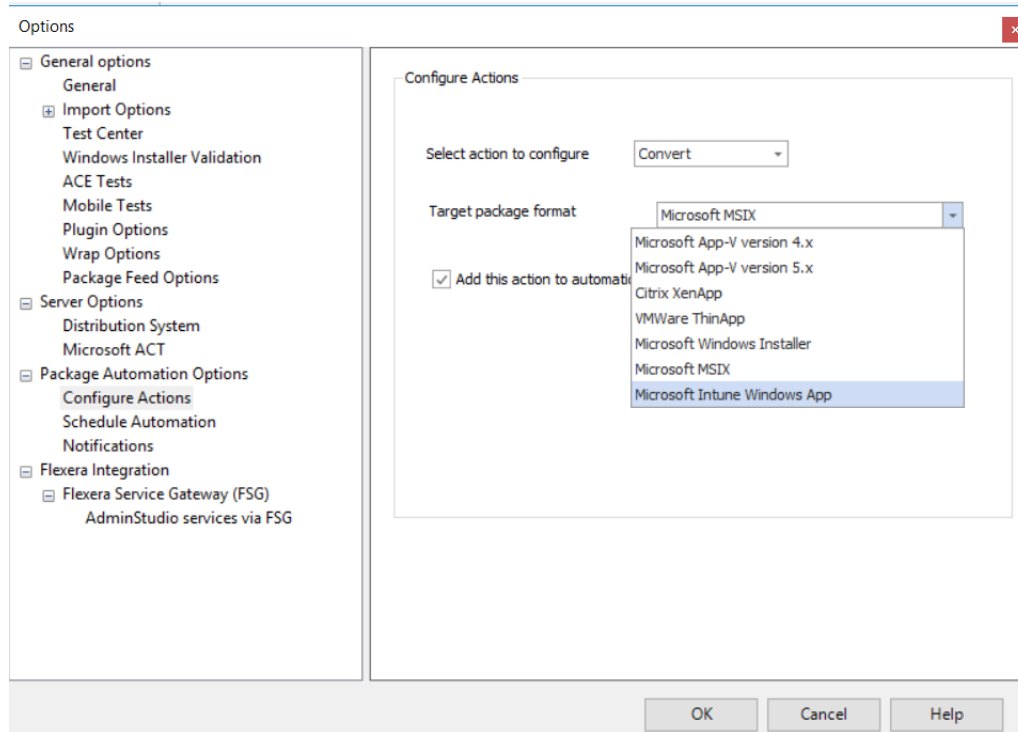 Options
General options
General
Import Options
Test Center
Windows Installer Validation
ACE Tests
Mobile Tests
Plugin Options
Wrap Options
Package Feed Options
Server Options
Distribution System
Microsoft ACT
Package Automation Options
Configure Actions
Schedule Automation
Notifications
Flexera Integration
Flexera Service Gateway (FSG)
AdminStudio services via FSG
Configure Actions
Select action to configure
Convert
Target package format
Microsoft MSIX
Microsoft App-V version 4.x
Microsoft App-V version 5.x
Citrix XenApp
VMWare ThinApp
Microsoft Windows Installer
Microsoft MSIX
Microsoft Intune Windows App
Add this action to automati
OK
Cancel
Help